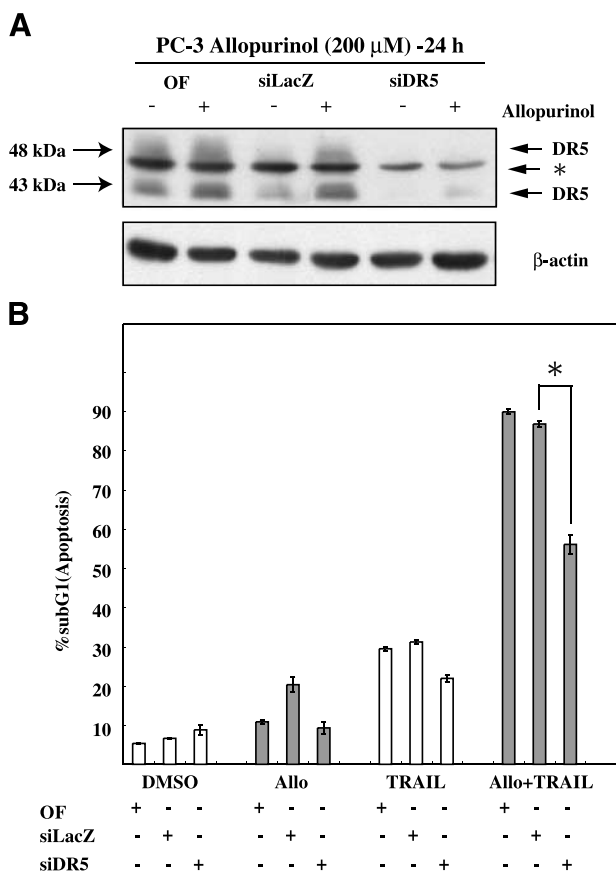 A
PC-3 Allopurinol (200 μM) -24 h
OF siLacZ siDR5
- + - + - + Allopurinol
48 kDa DR5
*
43 kDa DR5
β-actin
B
*
%subG1(Apoptosis)
90
80
70
60
50
40
30
20
10
DMSO Allo TRAIL Allo+TRAIL
OF + - - + - - + - - + - -
siLacZ - + - - + - - + - - + -
siDR5 - - + - - + - - + - - +